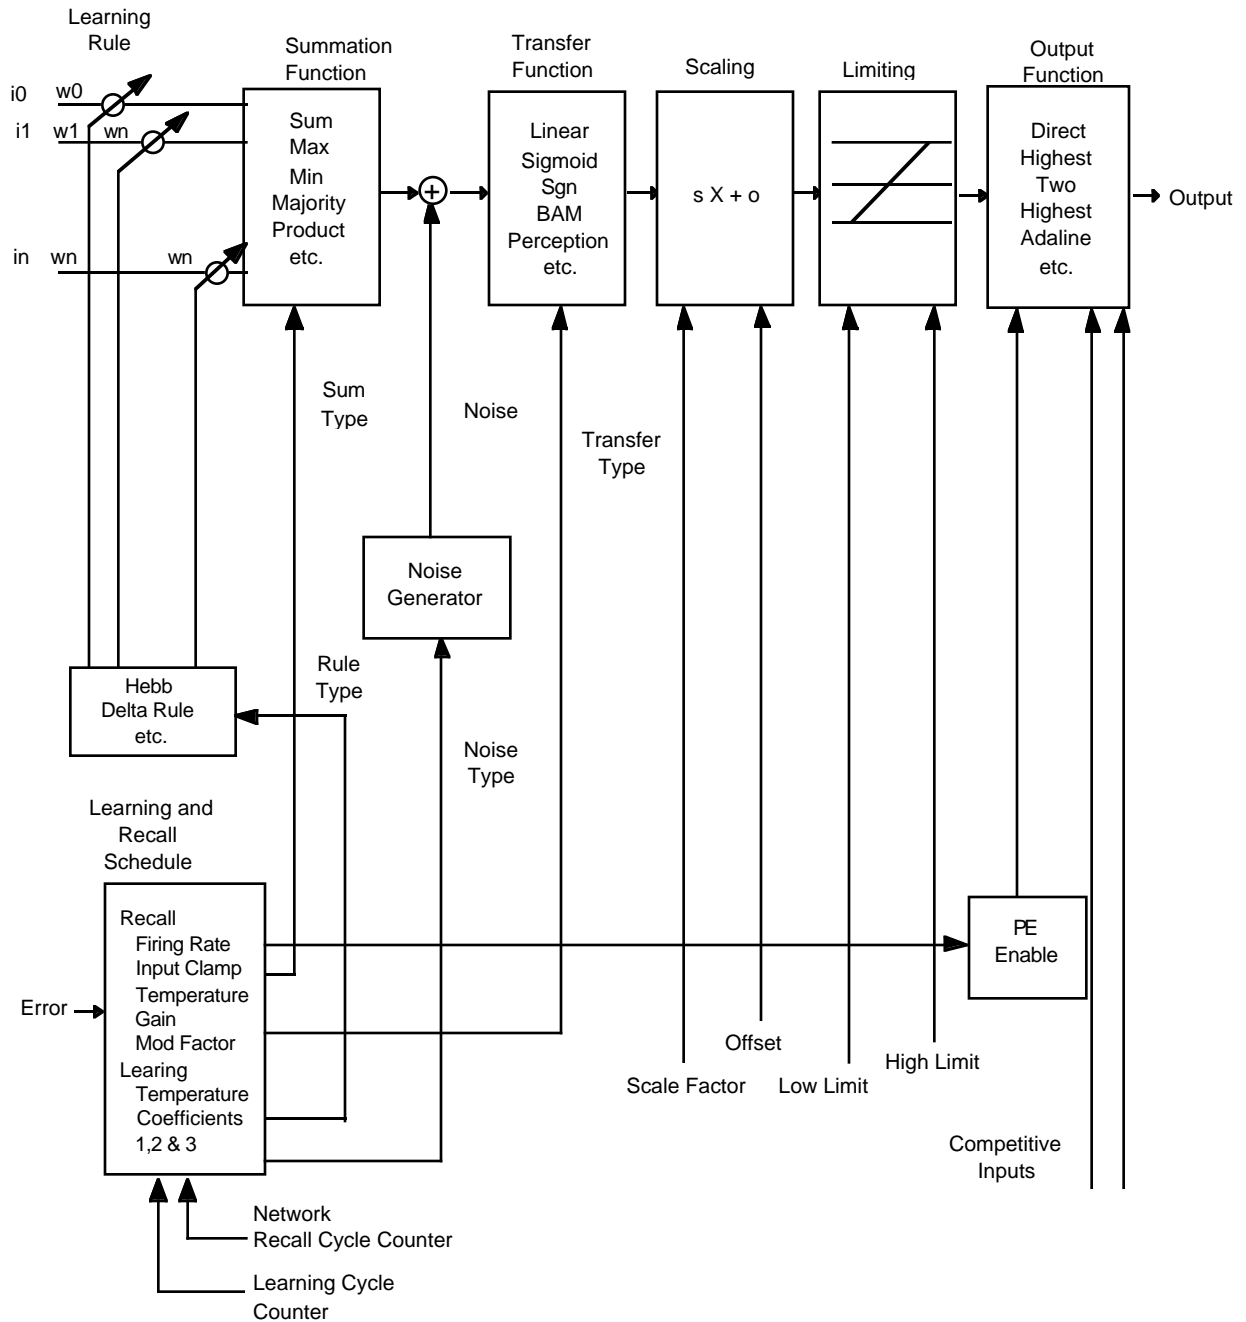 Learning
Rule
Summation
Function
Transfer
Function
Scaling
Limiting
Output
Function
i0 w0
i1 w1 wn
in wn wn
Sum
Max
Min
Majority
Product
etc.
+
Linear
Sigmoid
Sgn
BAM
Perception
etc.
s X + o
Direct
Highest
Two
Highest
Adaline
etc.
Output
Sum
Type
Noise
Transfer
Type
Noise
Generator
Rule
Type
Hebb
Delta Rule
etc.
Noise
Type
Learning and
Recall
Schedule
Recall
Firing Rate
Input Clamp
Temperature
Gain
Mod Factor
Learing
Temperature
Coefficients
1,2 & 3
Error
PE
Enable
Offset
Scale Factor
Low Limit
High Limit
Competitive
Inputs
Network
Recall Cycle Counter
Learning Cycle
Counter